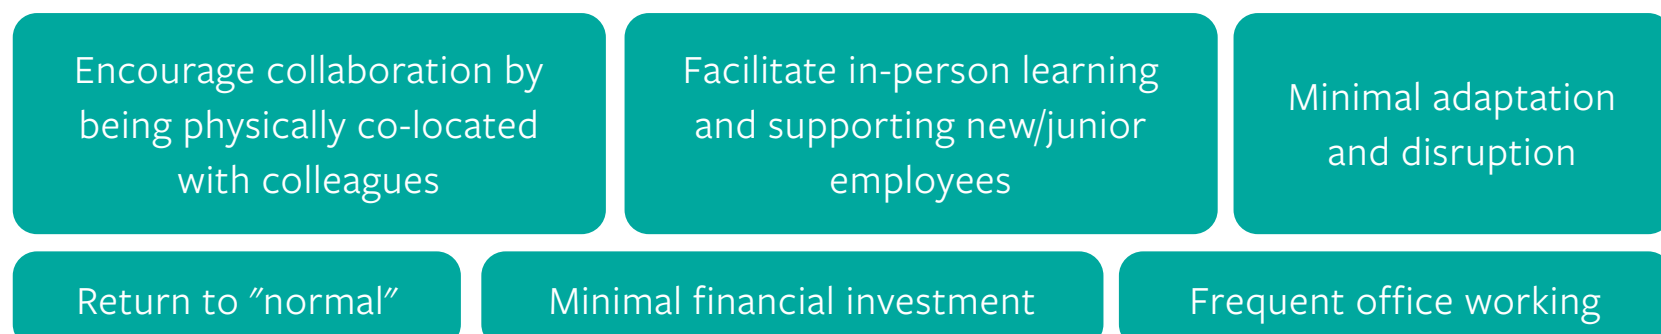 Encourage collaboration by
being physically co-located
with colleagues
Facilitate in-person learning
and supporting new/junior
employees
Minimal adaptation
and disruption
Return to "normal"
Minimal financial investment
Frequent office working